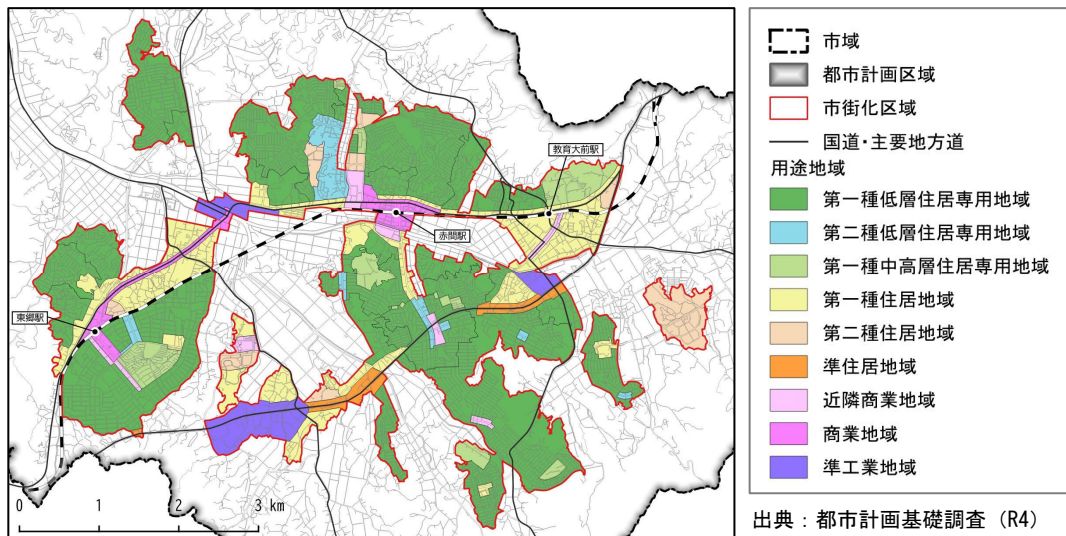 教育大前駅
赤間駅
東郷駅
0 1 2 3 km
市域
都市計画区域
市街化区域
国道・主要地方道
用途地域
第一種低層住居専用地域
第二種低層住居専用地域
第一種中高層住居専用地域
第一種住居地域
第二種住居地域
準住居地域
近隣商業地域
商業地域
準工業地域
出典：都市計画基礎調査（R4）